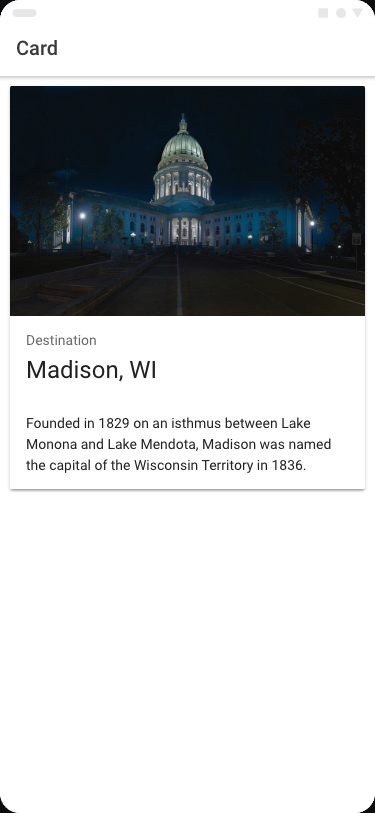 Card
Destination
Madison, WI
Founded in 1829 on an isthmus between Lake
Monona and Lake Mendota, Madison was named
the capital of the Wisconsin Territory in 1836.